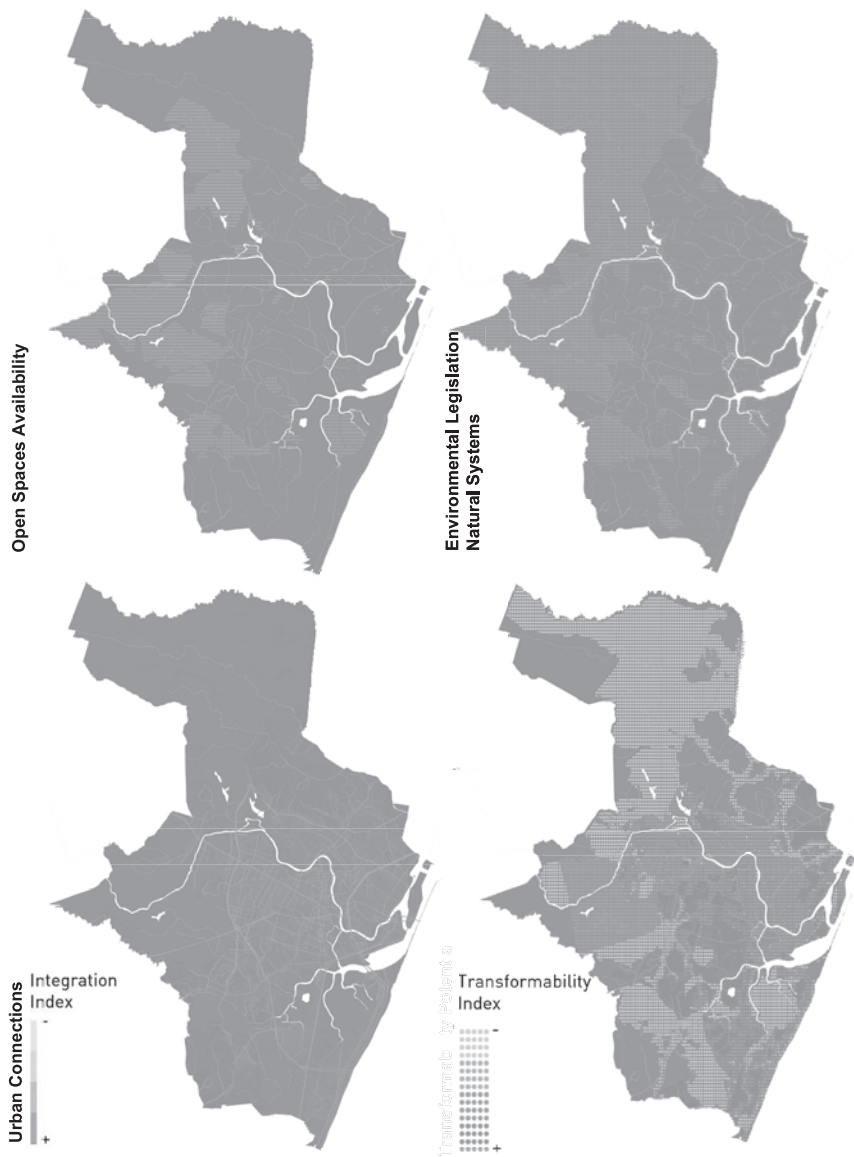 Open Spaces Availability
Environmental Legislation
Natural Systems
Urban Connections
Integration
Index
-
+
Transformability
Index
-
+